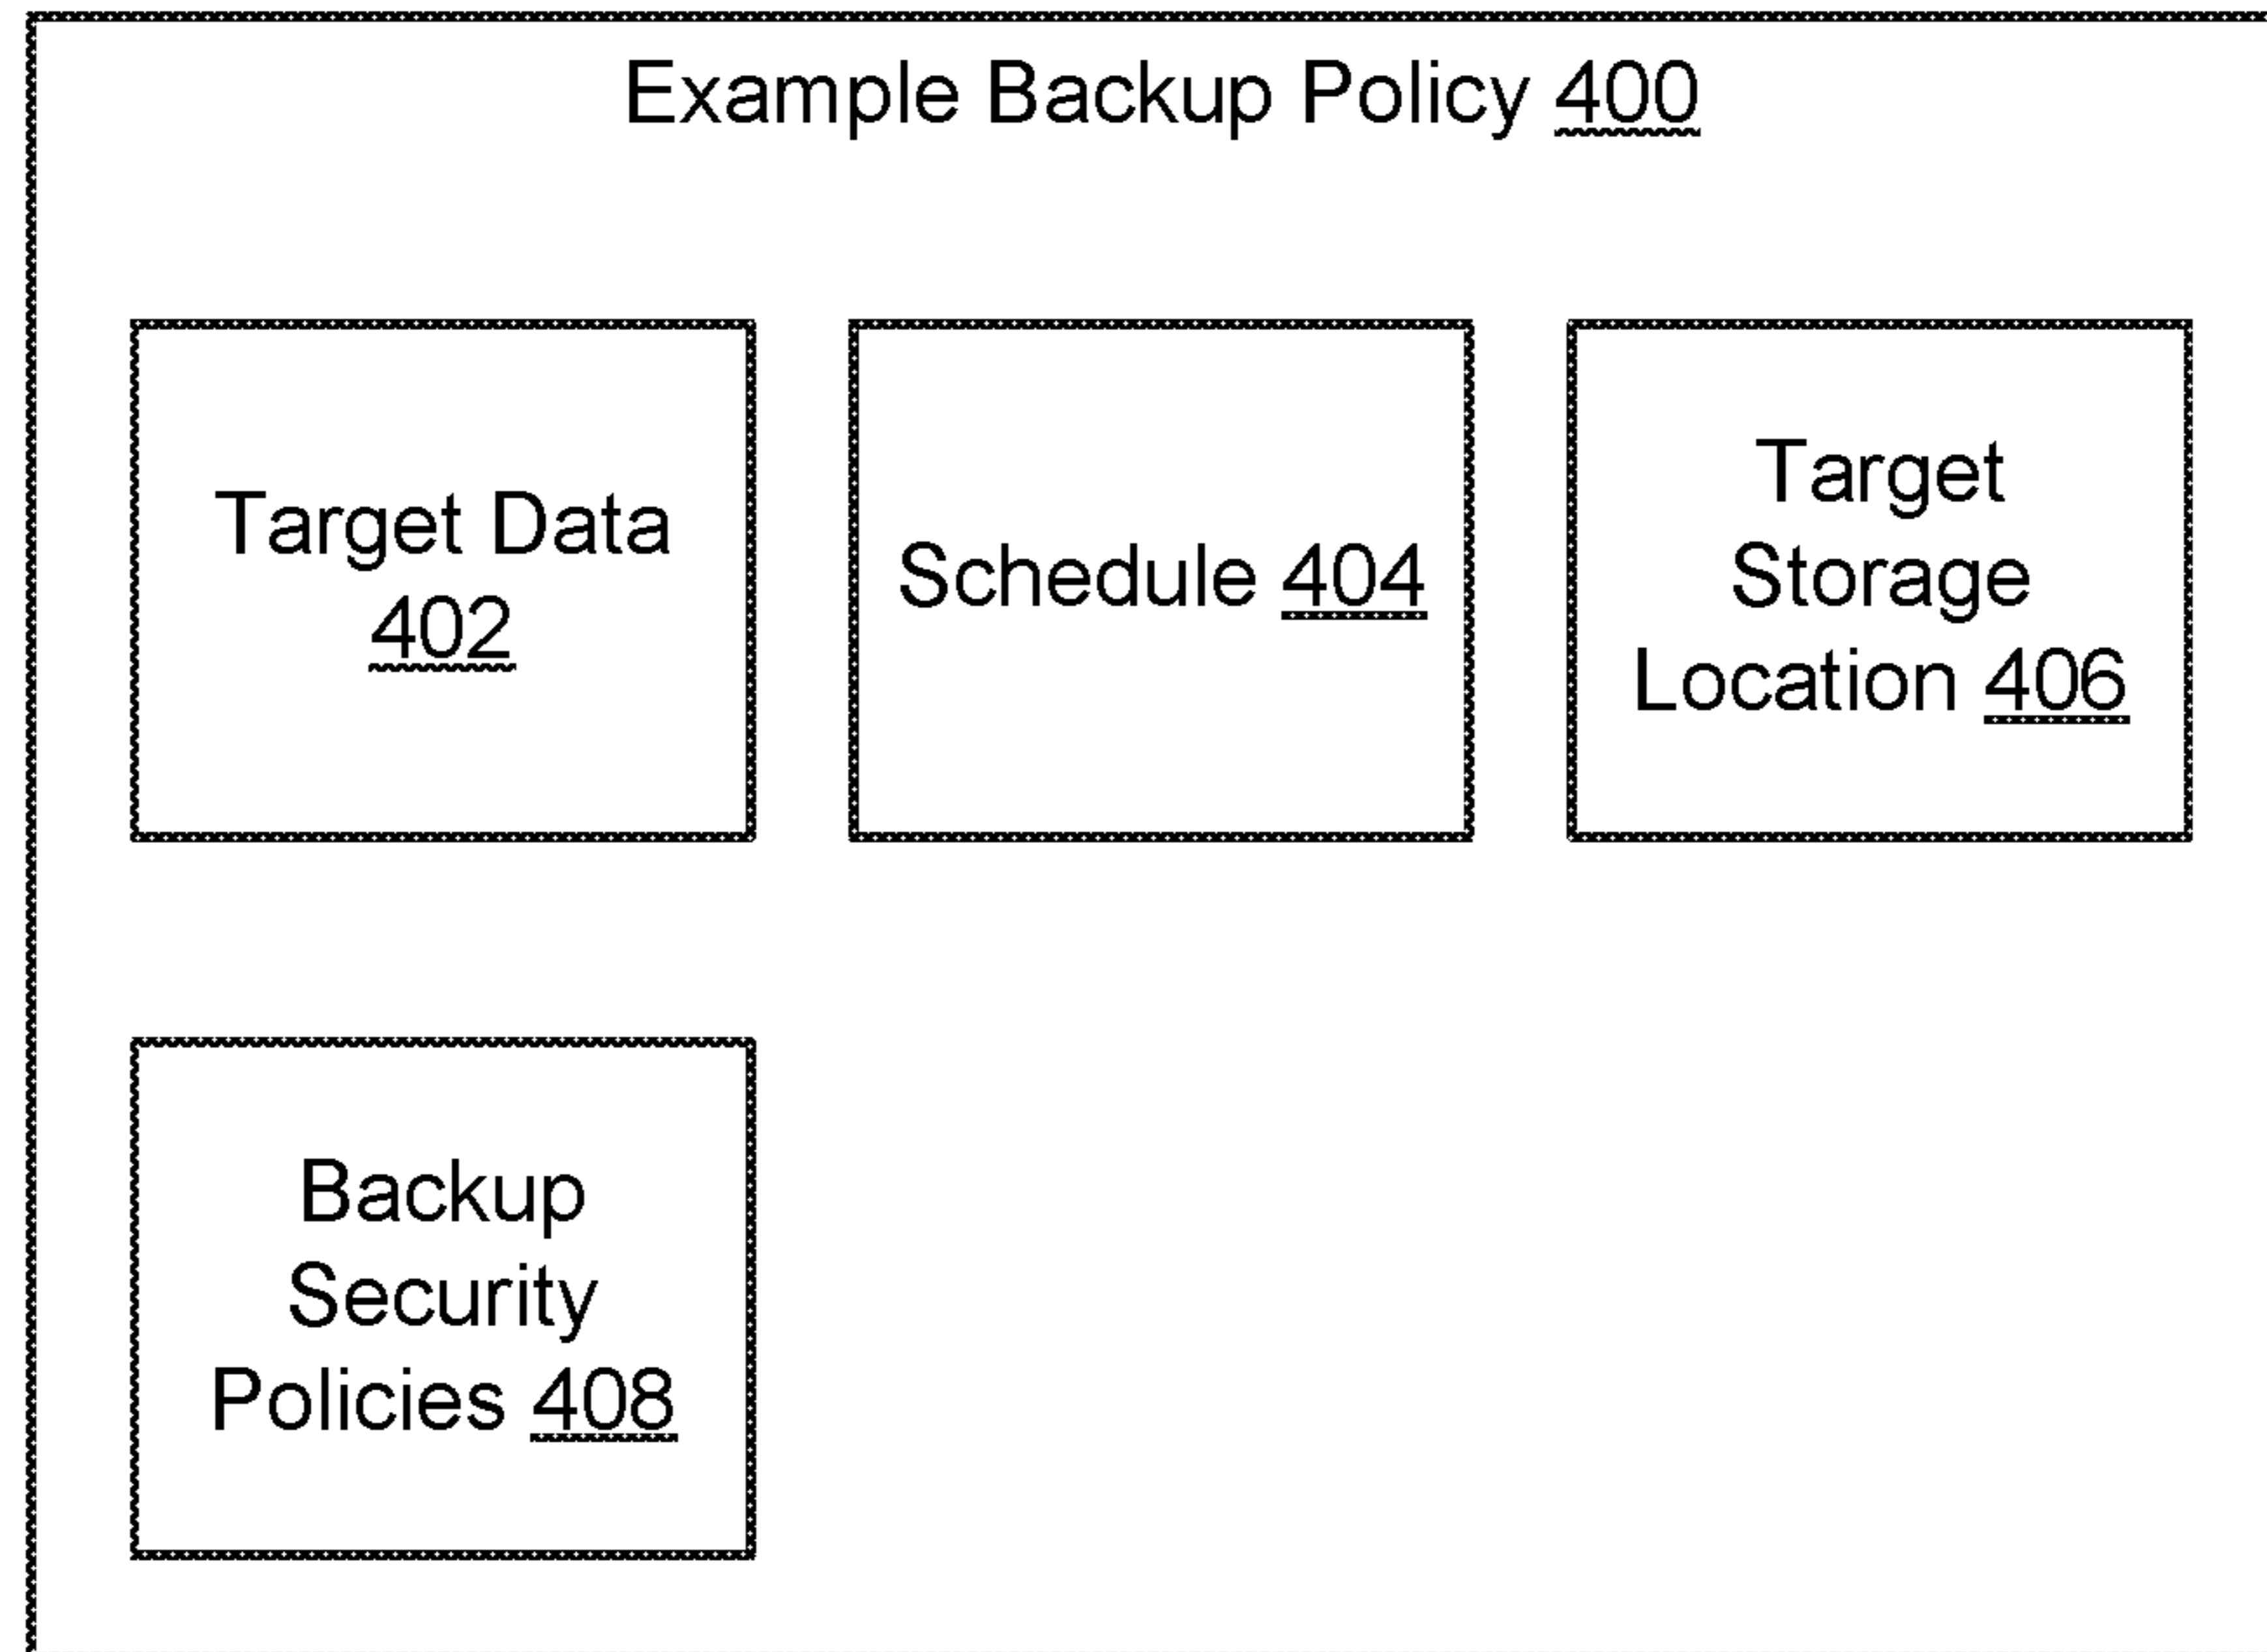 Example Backup Policy 400
Target Data
402
Schedule 404
Target
Storage
Location 406
Backup
Security
Policies 408